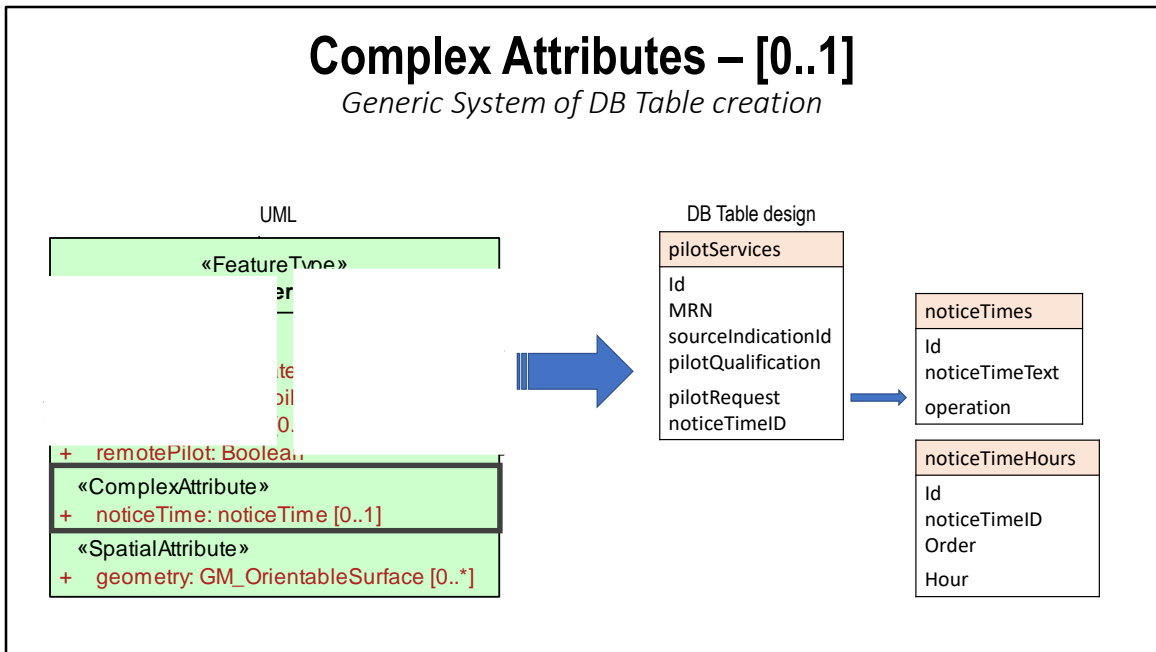 Complex Attributes – [0..1]
Generic System of DB Table creation
UML
«FeatureType»
+ remotePilot: Boolean
«ComplexAttribute»
+ noticeTime: noticeTime [0..1]
«SpatialAttribute»
+ geometry: GM_OrientableSurface [0..*]
DB Table design
pilotServices
Id
MRN
sourceIndicationId
pilotQualification
pilotRequest
noticeTimeID
noticeTimes
Id
noticeTimeText
operation
noticeTimeHours
Id
noticeTimeID
Order
Hour